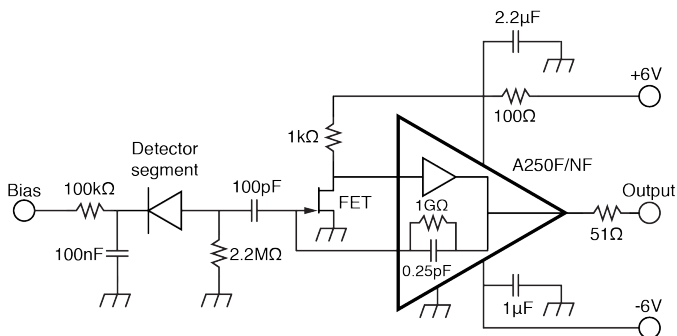 2.2µF
+6V
100Ω
1kΩ
Detector
segment
A250F/NF
Bias
100kΩ
100pF
FET
1GΩ
Output
51Ω
100nF
2.2MΩ
0.25pF
1µF
-6V